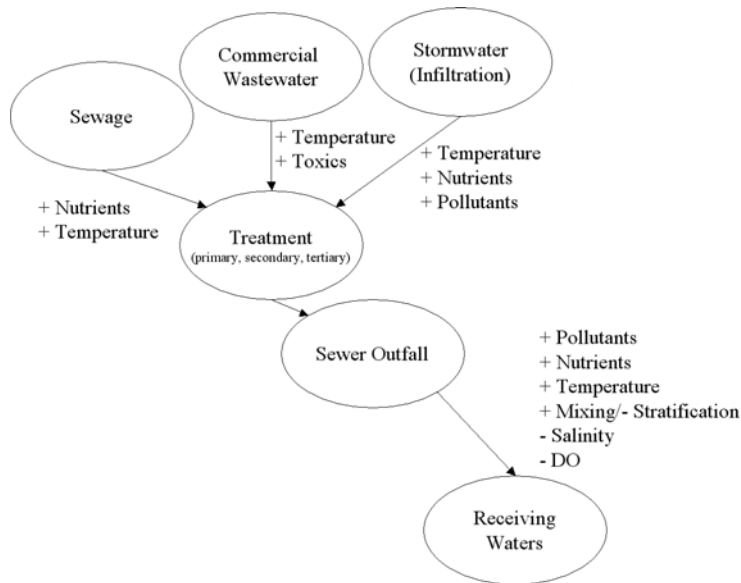 Commercial
Wastewater
Stormwater
(Infiltration)
Sewage
+ Temperature
+ Toxics
+ Temperature
+ Nutrients
+ Pollutants
+ Nutrients
+ Temperature
Treatment
(primary, secondary, tertiary)
Sewer Outfall
+ Pollutants
+ Nutrients
+ Temperature
+ Mixing/- Stratification
- Salinity
- DO
Receiving
Waters